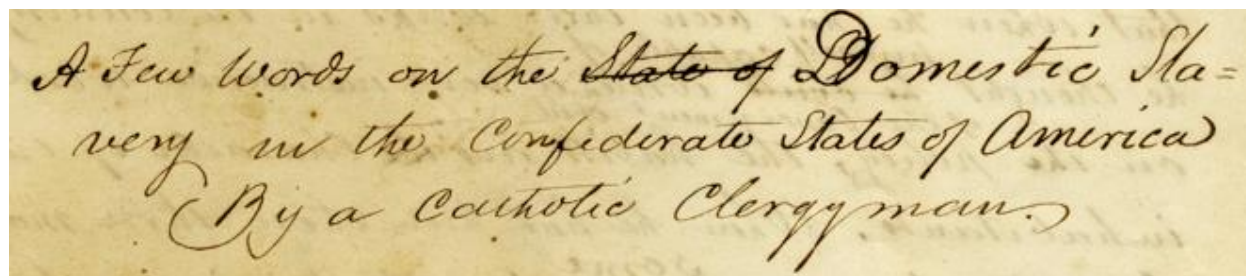 A Few Words on the State of Domestic Sla=
very in the Confederate States of America
By a Catholic Clergyman.